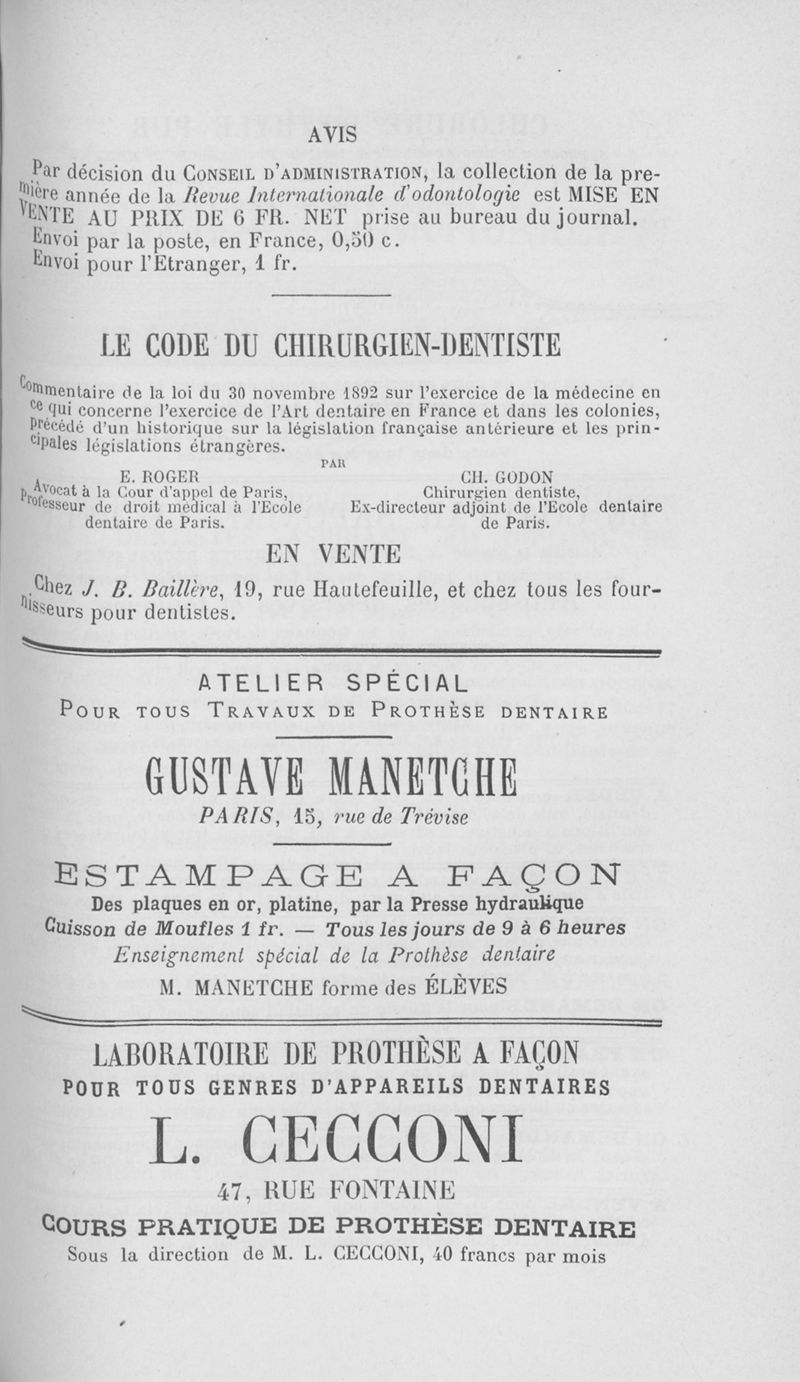 AVIS
Par décision du CONSEIL D'ADMINISTRATION, la collection de la pre-
mière année de la Revue Internationale d'odontologie est MISE EN
VENTE AU PRIX DE 6 FR. NET prise au bureau du journal.
Envoi par la poste, en France, 0,50 c.
Envoi pour l'Etranger, 1 fr.
LE CODE DU CHIRURGIEN-DENTISTE
Commentaire de la loi du 30 novembre 1892 sur l'exercice de la médecine en
ce qui concerne l'exercice de l'Art dentaire en France et dans les colonies,
Précédé d'un historique sur la législation française antérieure et les prin-
cipales législations étrangères.
PAR
E. ROGER
Avocat à la Cour d'appel de Paris,
Professeur de droit médical à l'Ecole
dentaire de Paris.
CH. GODON
Chirurgien dentiste,
Ex-directeur adjoint de l'Ecole dentaire
de Paris.
EN VENTE
Chez J. B. Baillère, 19, rue Hautefeuille, et chez tous les four-
nisseurs pour dentistes.
ATELIER SPÉCIAL
POUR TOUS TRAVAUX DE PROTHÈSE DENTAIRE
GUSTAVE MANETCHE
PARIS, 15, rue de Trévise
ESTAMPAGE A FAÇON
Des plaques en or, platine, par la Presse hydraulique
Cuisson de Moufles 1 fr. — Tous les jours de 9 à 6 heures
Enseignement spécial de la Prothèse dentaire
M. MANETCHE forme des ÉLÈVES
LABORATOIRE DE PROTHÈSE A FAÇON
POUR TOUS GENRES D'APPAREILS DENTAIRES
L. CECCONI
47, RUE FONTAINE
COURS PRATIQUE DE PROTHÈSE DENTAIRE
Sous la direction de M. L. CECCONI, 40 francs par mois